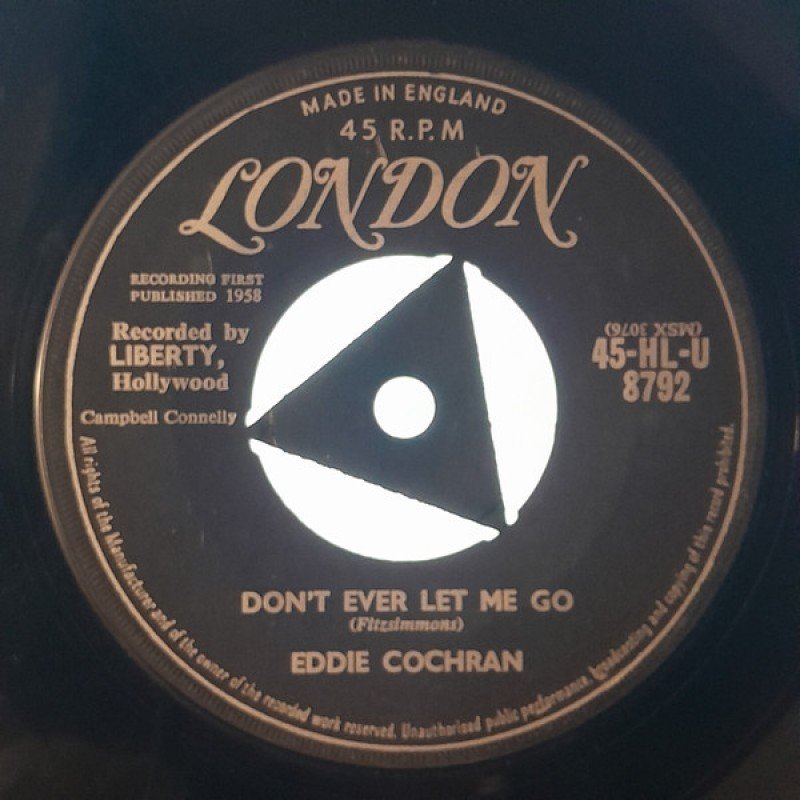 MADE IN ENGLAND
45 R.P.M
LONDON
RECORDING FIRST
PUBLISHED 1958
Recorded by
LIBERTY,
Hollywood
Campbell Connelly
(MSX 3076)
45-HL-U
8792
DON'T EVER LET ME GO
(Fitzsimmons)
EDDIE COCHRAN
All rights of the Manufacturer and of the owner of the recorded work reserved. Unauthorised public performance, broadcasting and copying of this record prohibited.